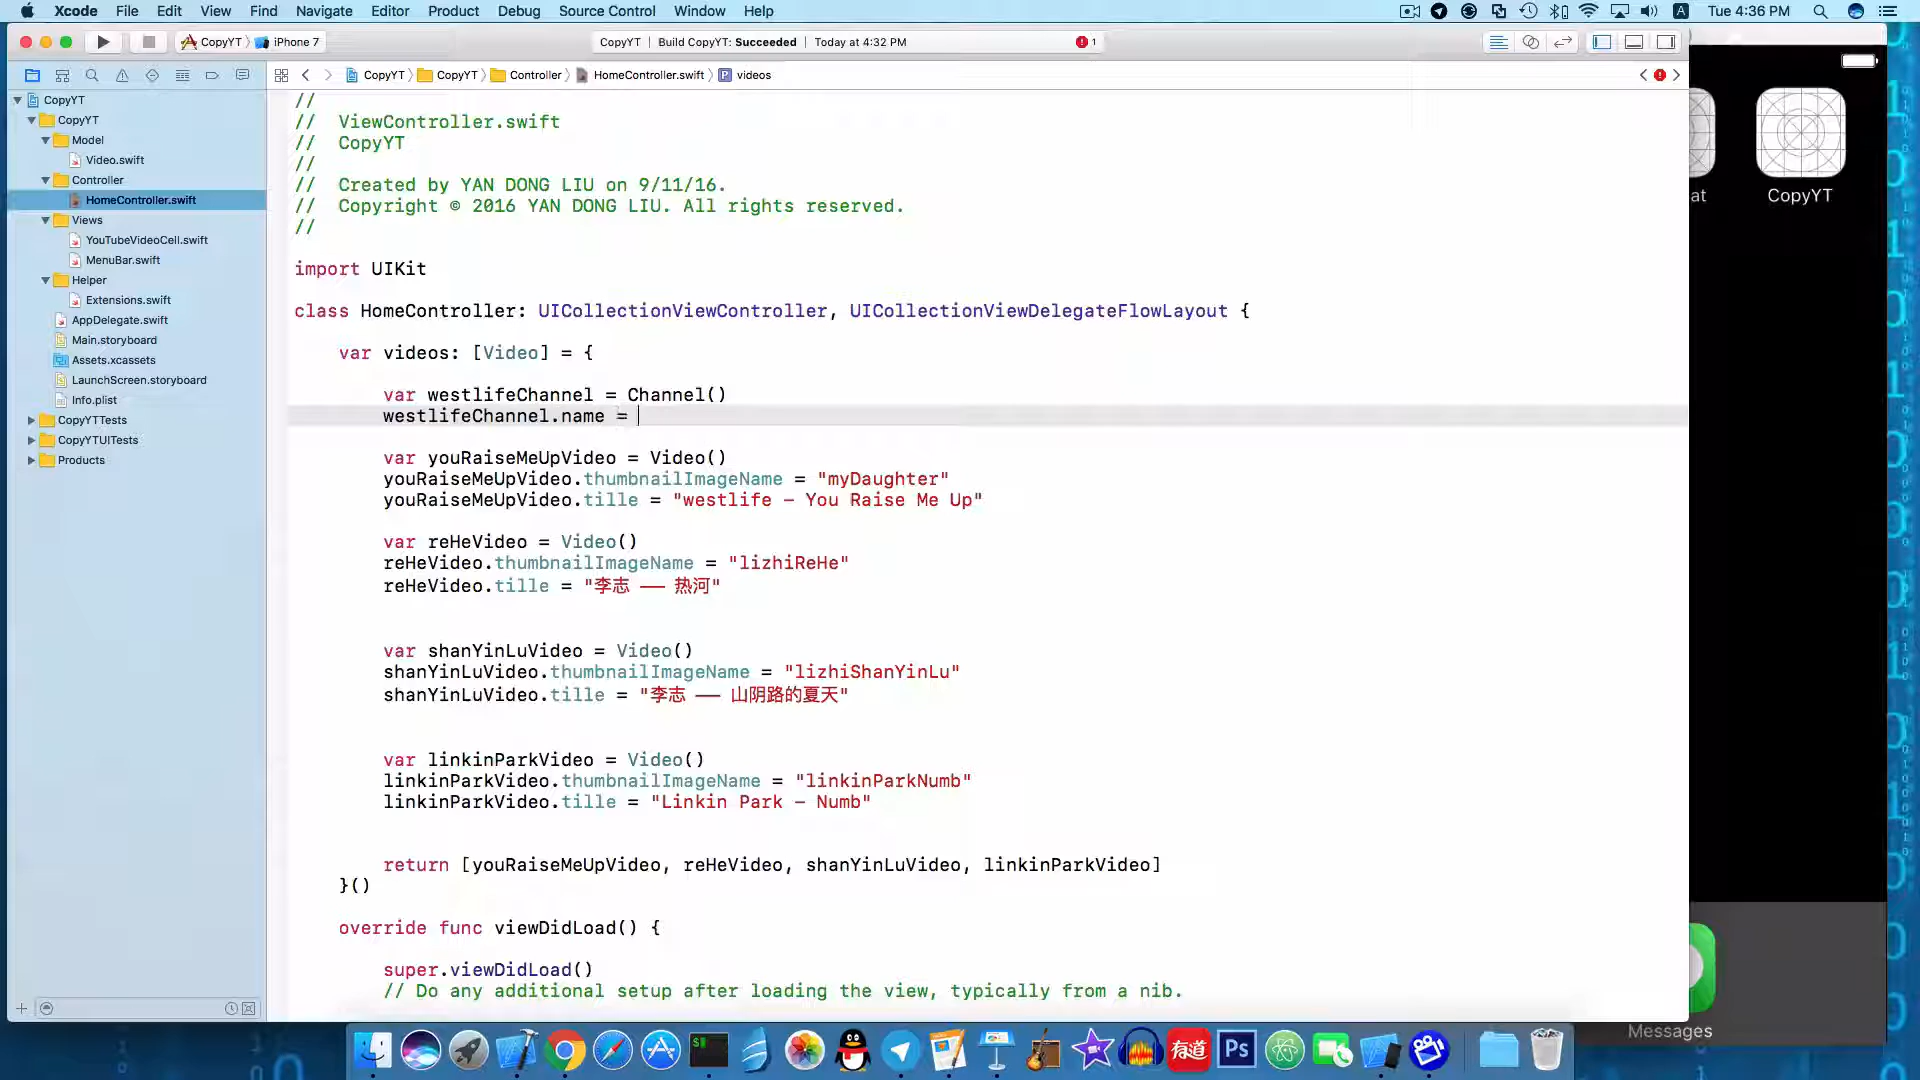 Xcode File Edit View Find Navigate Editor Product Debug Source Control Window Help
A Tue 4:36 PM
CopyYT iPhone 7
CopyYT | Build CopyYT: Succeeded | Today at 4:32 PM
1
CopyYT CopyYT Controller HomeController.swift P videos
CopyYT
CopyYT
Model
Video.swift
Controller
HomeController.swift
Views
YouTubeVideoCell.swift
MenuBar.swift
Helper
Extensions.swift
AppDelegate.swift
Main.storyboard
Assets.xcassets
LaunchScreen.storyboard
Info.plist
CopyYTTests
CopyYTUITests
Products
//
// ViewController.swift
// CopyYT
//
// Created by YAN DONG LIU on 9/11/16.
// Copyright © 2016 YAN DONG LIU. All rights reserved.
//
import UIKit
class HomeController: UICollectionViewController, UICollectionViewDelegateFlowLayout {
var videos: [Video] = {
var westlifeChannel = Channel()
westlifeChannel.name =
var youRaiseMeUpVideo = Video()
youRaiseMeUpVideo.thumbnailImageName = "myDaughter"
youRaiseMeUpVideo.tille = "westlife - You Raise Me Up"
var reHeVideo = Video()
reHeVideo.thumbnailImageName = "lizhiReHe"
reHeVideo.tille = "李志 —— 热河"
var shanYinLuVideo = Video()
shanYinLuVideo.thumbnailImageName = "lizhiShanYinLu"
shanYinLuVideo.tille = "李志 —— 山阴路的夏天"
var linkinParkVideo = Video()
linkinParkVideo.thumbnailImageName = "linkinParkNumb"
linkinParkVideo.tille = "Linkin Park - Numb"
return [youRaiseMeUpVideo, reHeVideo, shanYinLuVideo, linkinParkVideo]
}()
override func viewDidLoad() {
super.viewDidLoad()
// Do any additional setup after loading the view, typically from a nib.
at
CopyYT
Messages
有道
Ps